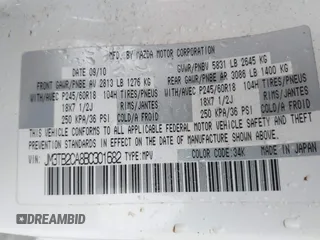 MFD. BY MAZDA MOTOR CORPORATION
DATE 09/10 GVWR/PNBV 5831 LB 2645 KG
FRONT GAWR/PNBE AV 2813 LB 1276 KG REAR GAWR/PNBE AR 3086 LB 1400 KG
WITH/AVEC P245/60R18 104H TIRES/PNEUS WITH/AVEC P245/60R18 104H TIRES/PNEUS
18X7 1/2J RIMS/JANTES 18X7 1/2J RIMS/JANTES
250 KPA/36 PSI COLD/A FROID 250 KPA/36 PSI COLD/A FROID
THIS VEHICLE CONFORMS TO ALL APPLICABLE U.S. FEDERAL MOTOR VEHICLE SAFETY, BUMPER AND THEFT
PREVENTION STANDARDS IN EFFECT ON THE DATE OF MANUFACTURE SHOWN ABOVE.
JM3TB2CA8BC301682 TYPE:MPV COLOR CODE:34K MADE IN JAPAN